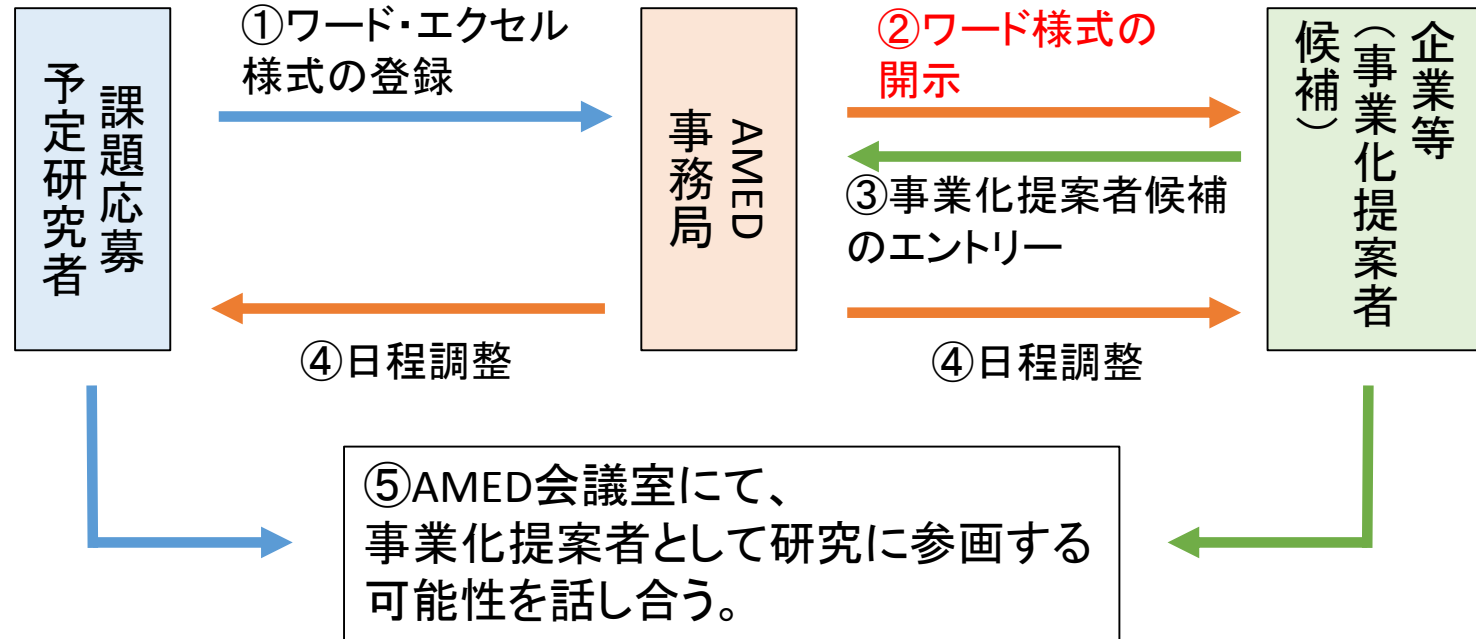 課題応募
予定研究者
①ワード・エクセル
様式の登録
AMED
事務局
②ワード様式の
開示
③事業化提案者候補
のエントリー
企業等
（事業化提案者
候補）
④日程調整
④日程調整
⑤AMED会議室にて、
事業化提案者として研究に参画する
可能性を話し合う。